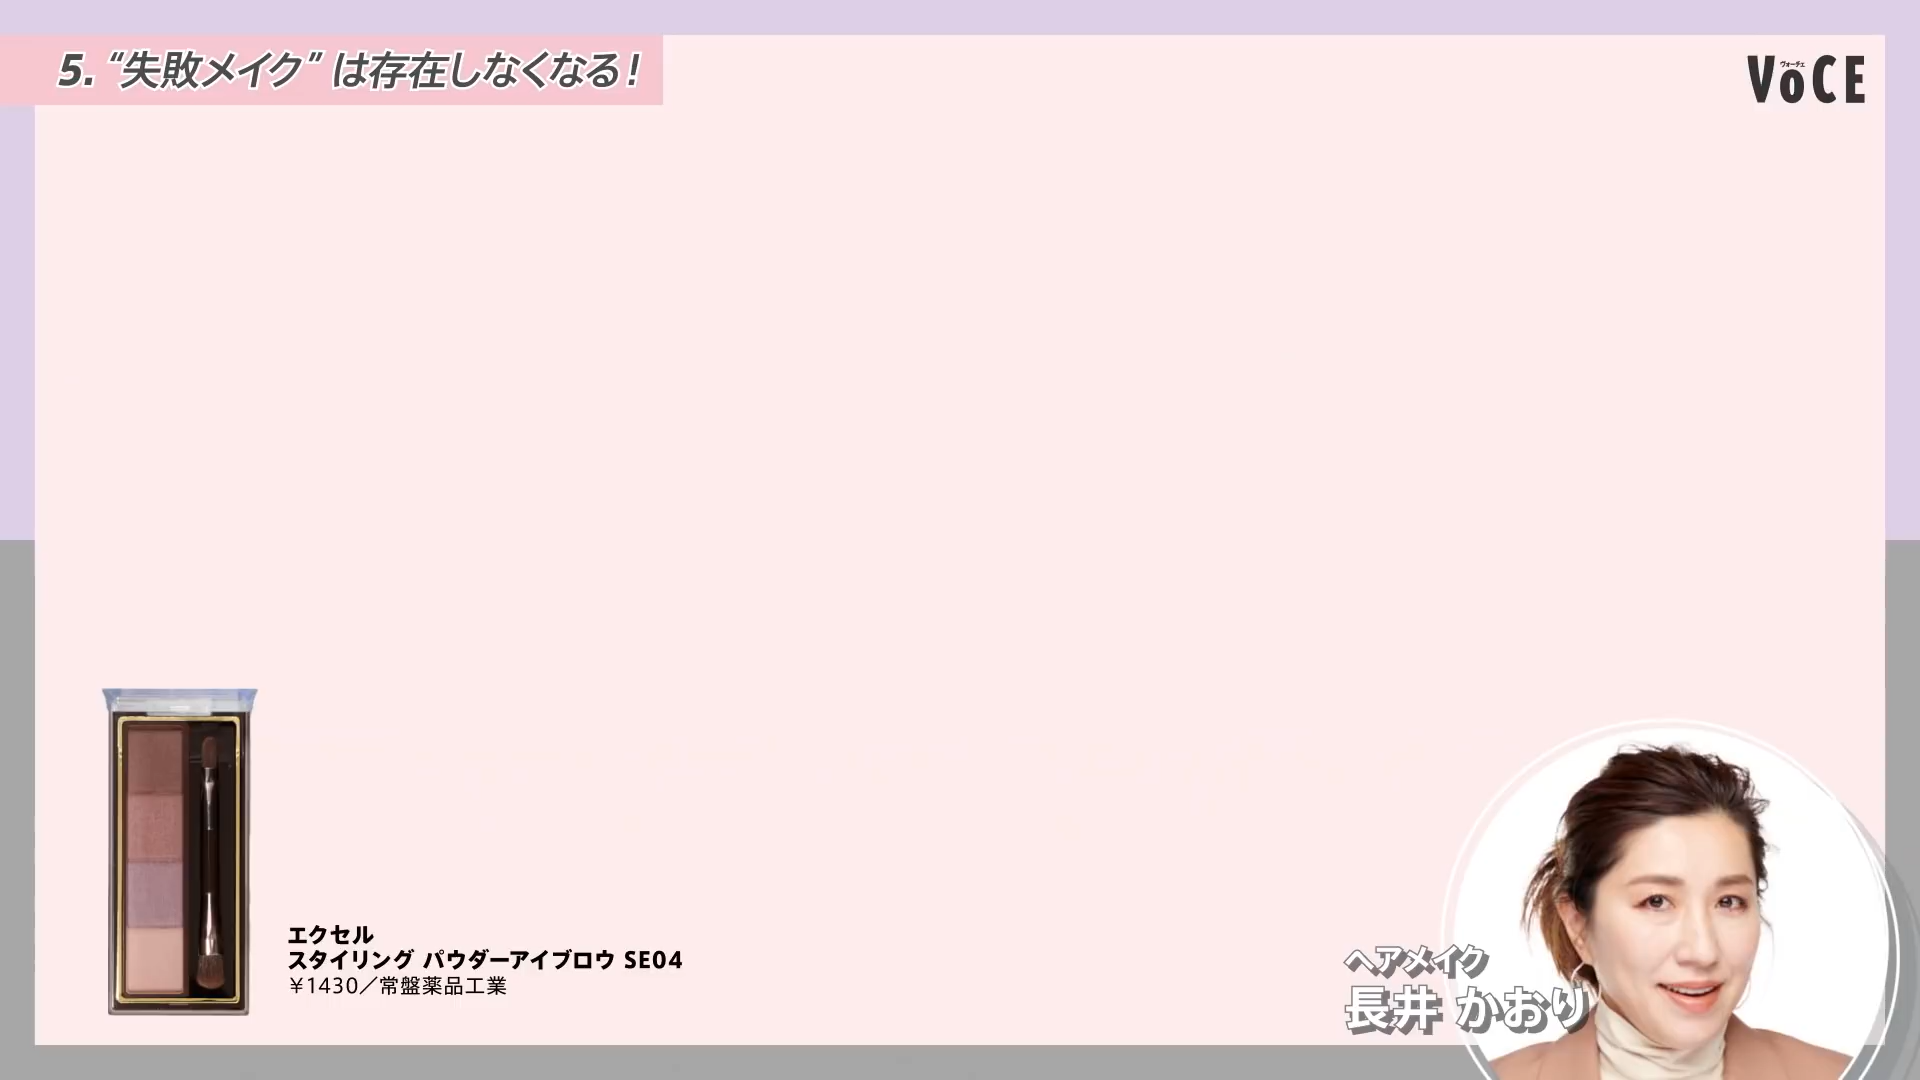 5. “失敗メイク” は存在しなくなる！
VOCE
ヴォーチェ
エクセル
スタイリング パウダーアイブロウ SE04
￥1430／常盤薬品工業
ヘアメイク
長井 かおり